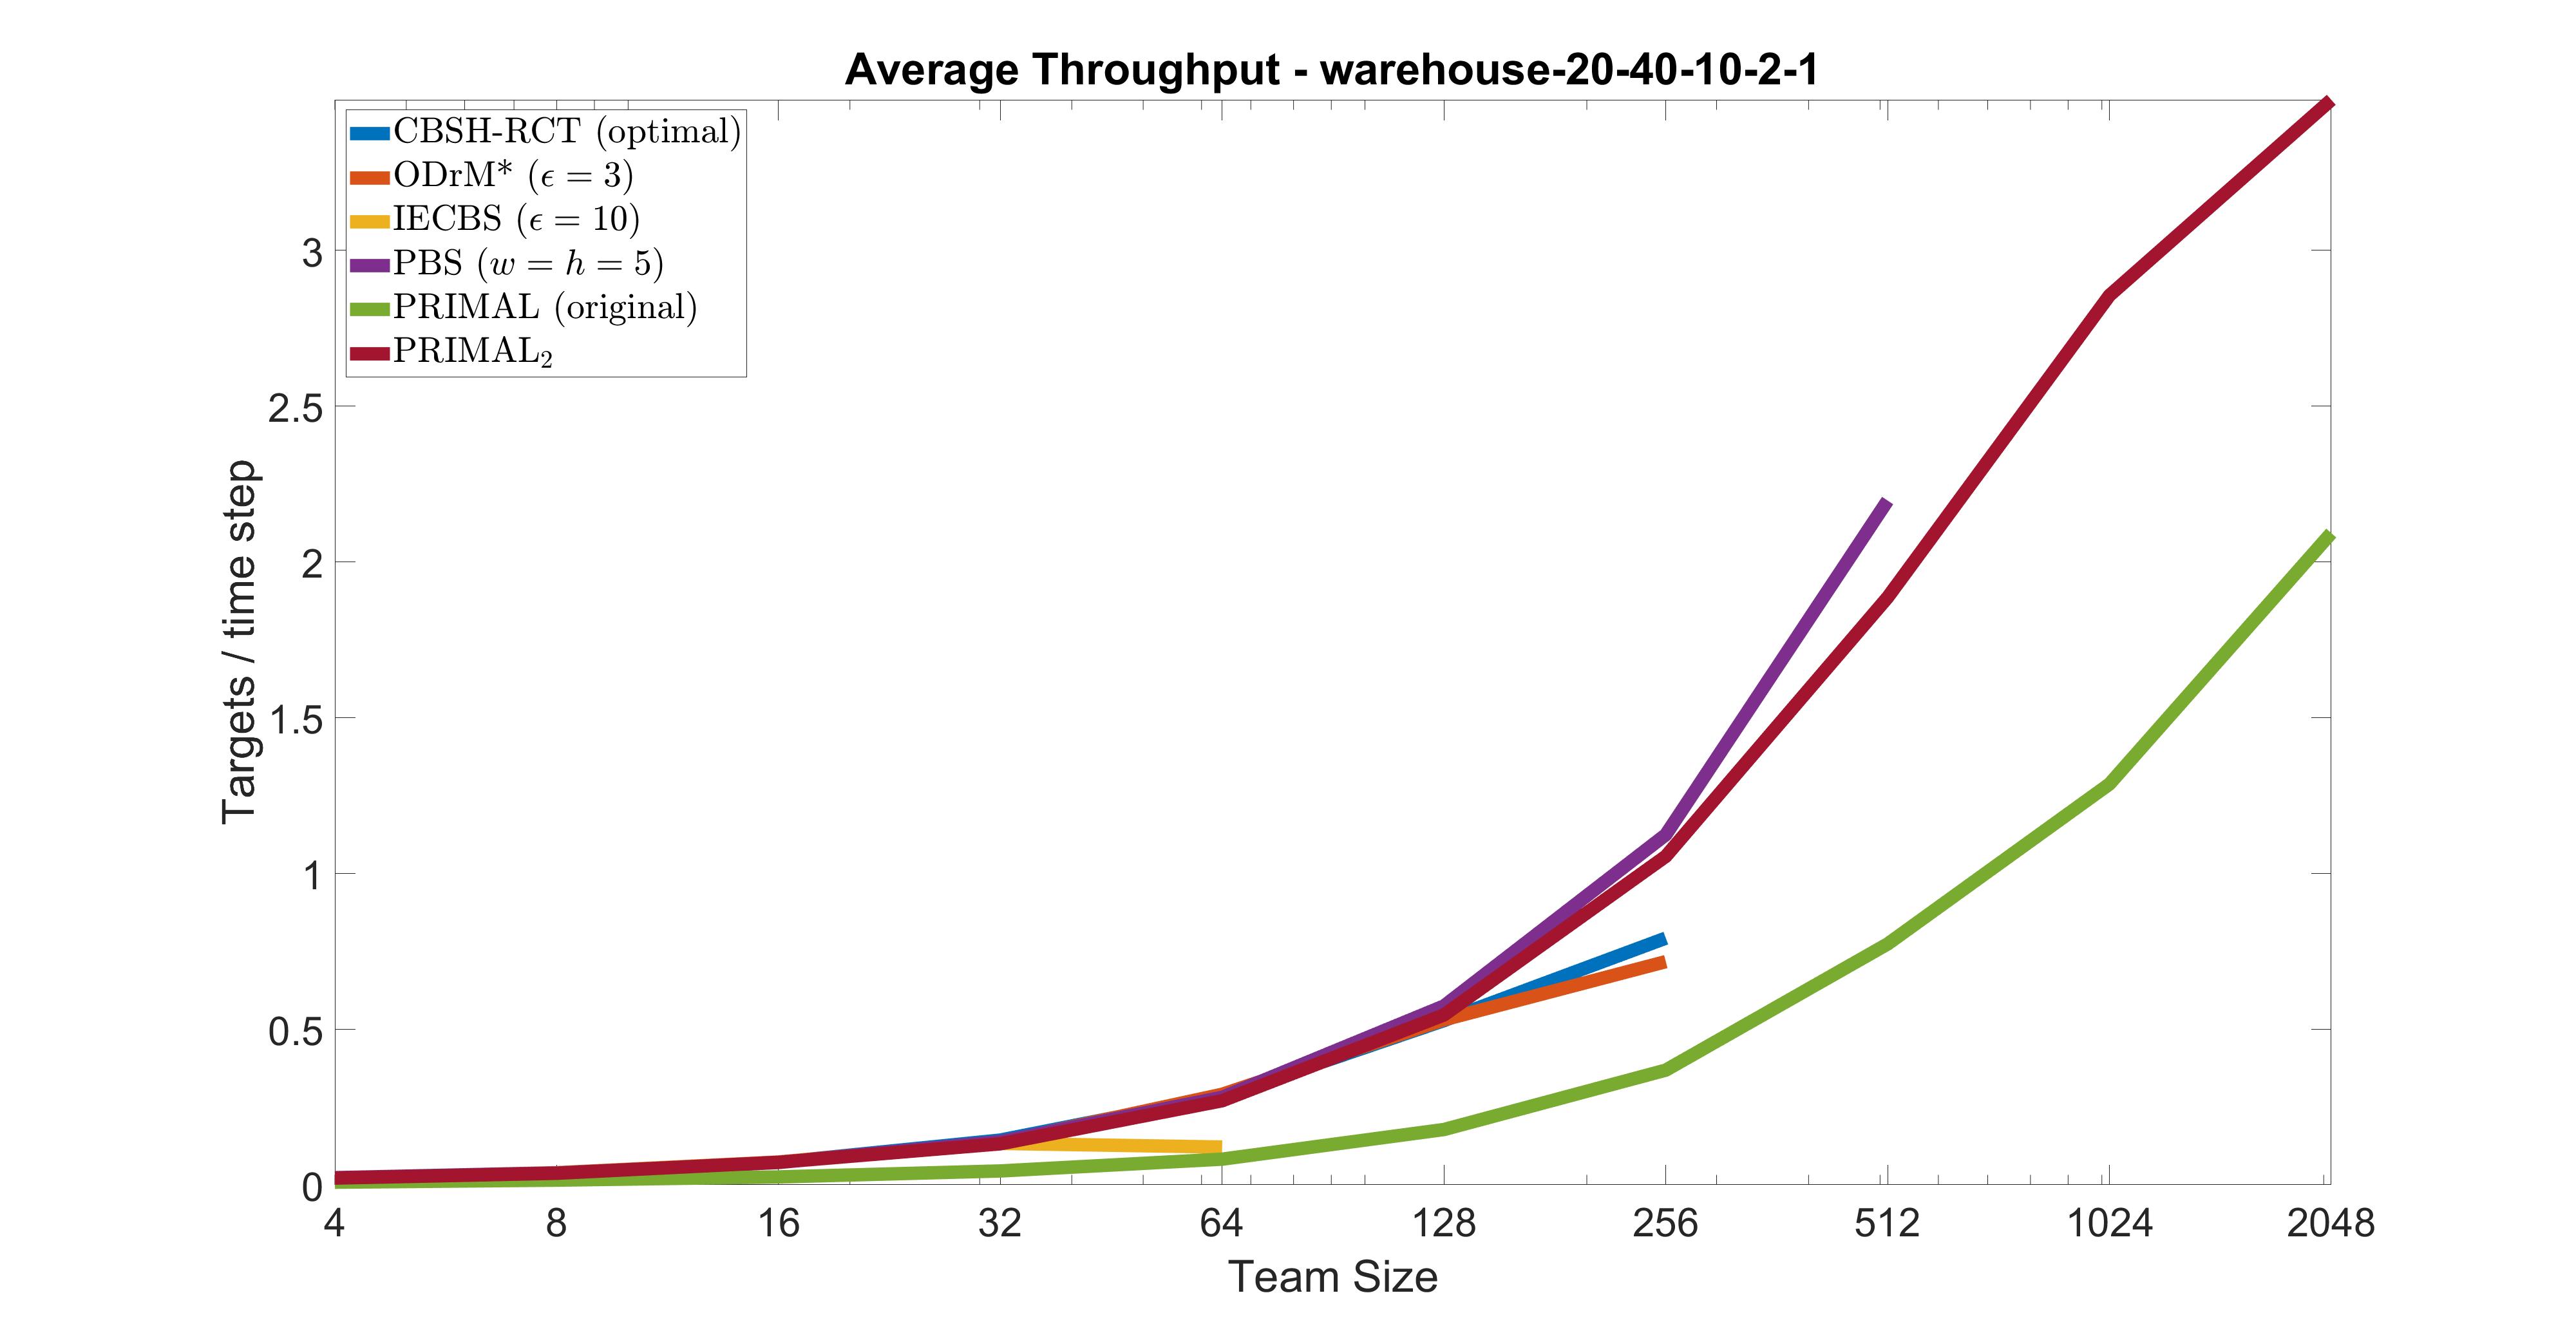 Average Throughput - warehouse-20-40-10-2-1
CBSH-RCT (optimal)
ODrM* (ϵ = 3)
IECBS (ϵ = 10)
PBS (w = h = 5)
PRIMAL (original)
PRIMAL₂
3
2.5
2
1.5
1
0.5
0
Targets / time step
4 8 16 32 64 128 256 512 1024 2048
Team Size